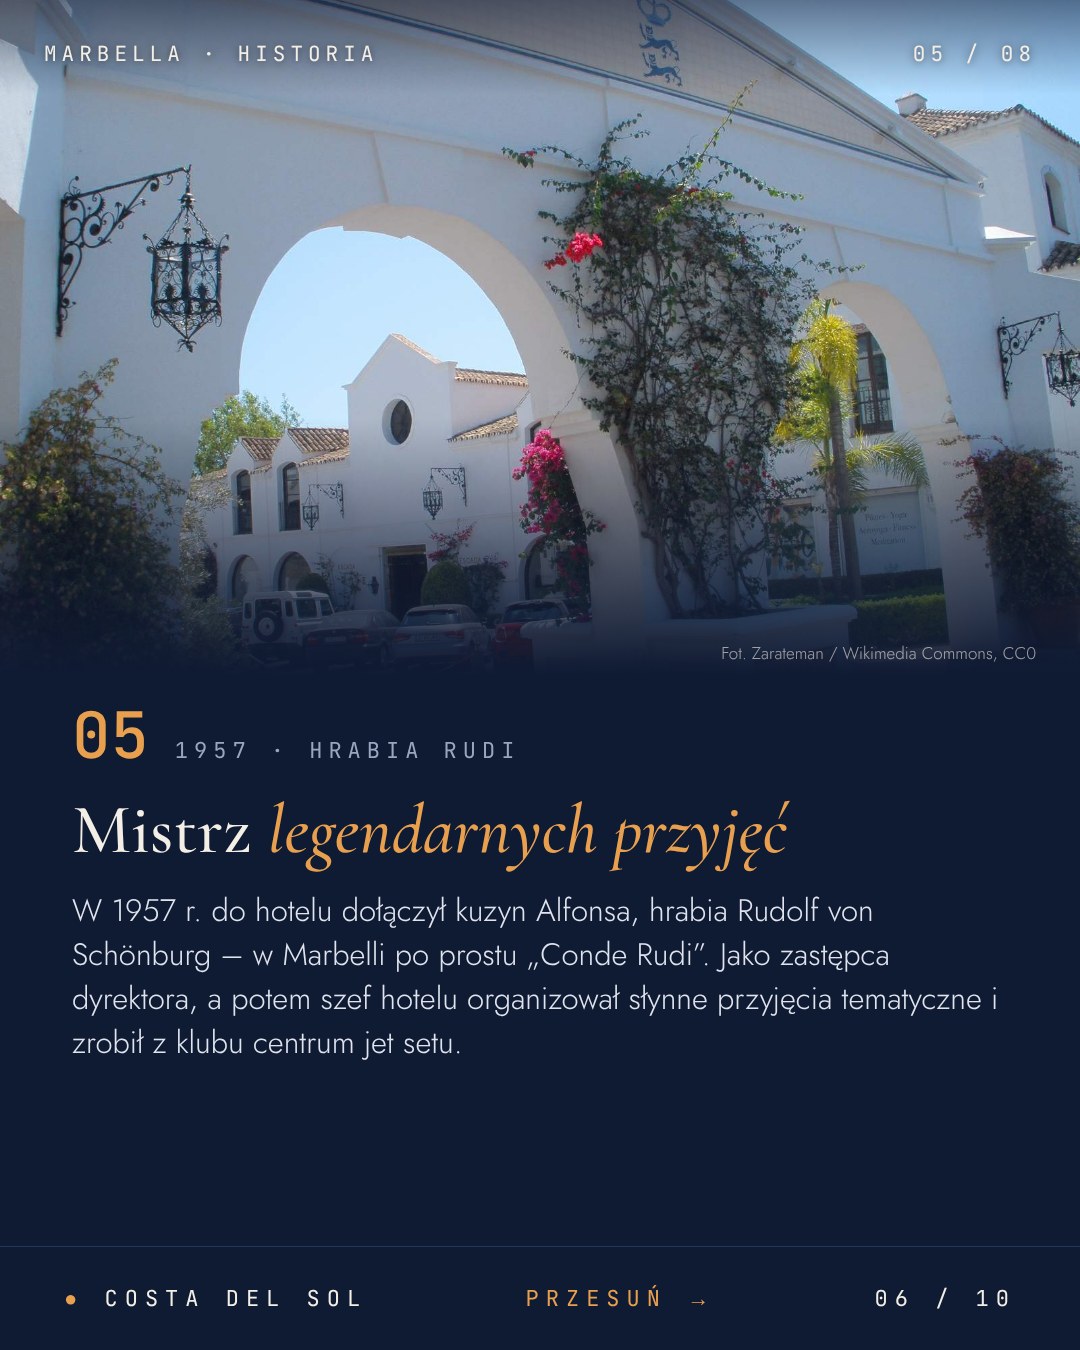 MARBELLA · HISTORIA
05 / 08
Fot. Zarateman / Wikimedia Commons, CC0
05 1957 · HRABIA RUDI
Mistrz legendarnych przyjęć
W 1957 r. do hotelu dołączył kuzyn Alfonsa, hrabia Rudolf von
Schönburg – w Marbelli po prostu „Conde Rudi”. Jako zastępca
dyrektora, a potem szef hotelu organizował słynne przyjęcia tematyczne i
zrobił z klubu centrum jet setu.
• COSTA DEL SOL
PRZESUŃ →
06 / 10